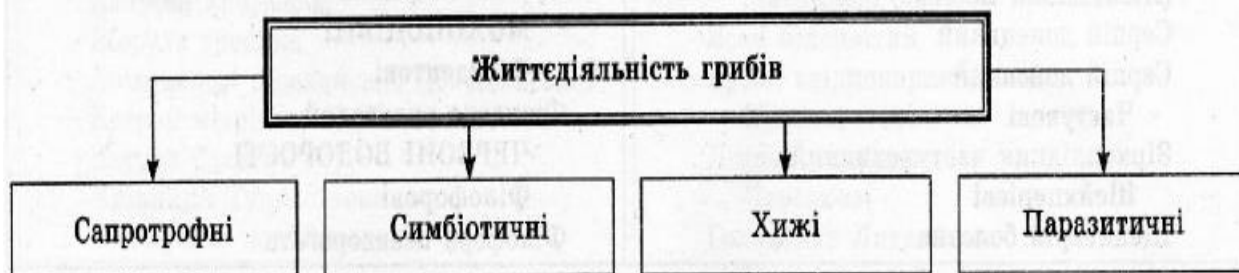 Життєдіяльність грибів
Сапротрофні
Симбіотичні
Хижі
Паразитичні